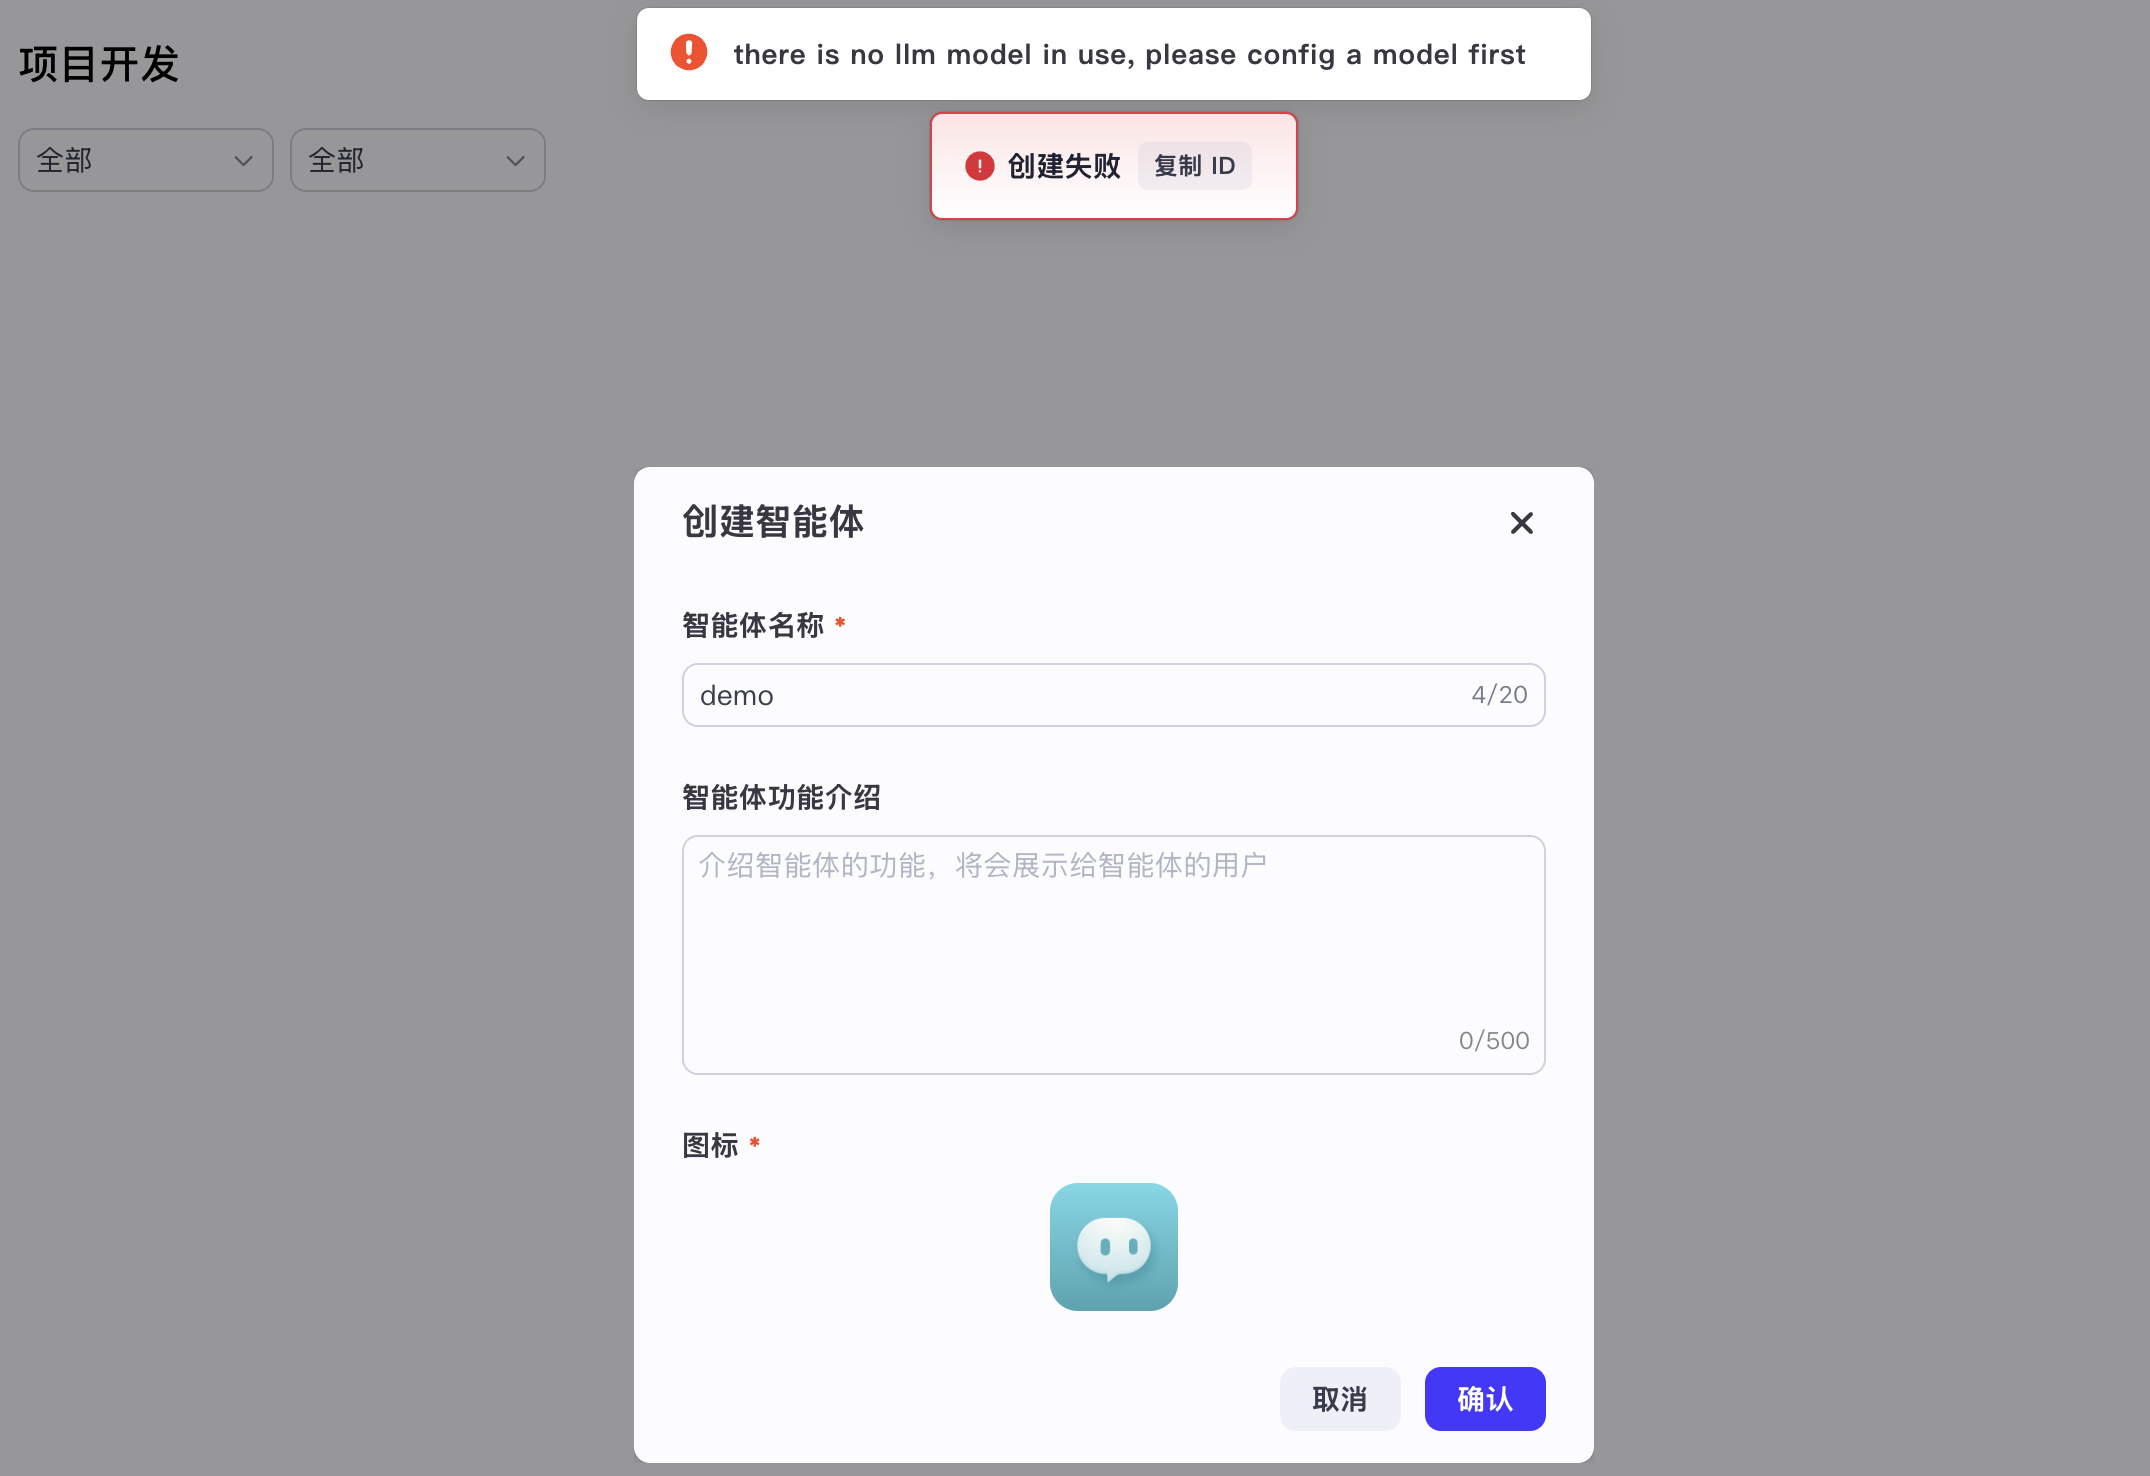 项目开发
全部
全部
there is no llm model in use, please config a model first
创建失败 复制 ID
创建智能体
智能体名称 *
demo 4/20
智能体功能介绍
介绍智能体的功能，将会展示给智能体的用户
0/500
图标 *
取消
确认